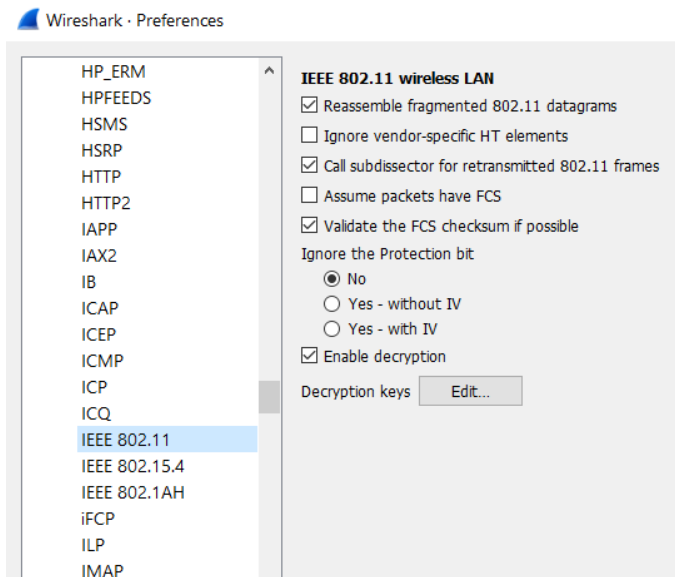 Wireshark · Preferences
HP_ERM
HPFEEDS
HSMS
HSRP
HTTP
HTTP2
IAPP
IAX2
IB
ICAP
ICEP
ICMP
ICP
ICQ
IEEE 802.11
IEEE 802.15.4
IEEE 802.1AH
iFCP
ILP
IMAP
IEEE 802.11 wireless LAN
Reassemble fragmented 802.11 datagrams
Ignore vendor-specific HT elements
Call subdissector for retransmitted 802.11 frames
Assume packets have FCS
Validate the FCS checksum if possible
Ignore the Protection bit
No
Yes - without IV
Yes - with IV
Enable decryption
Decryption keys Edit...